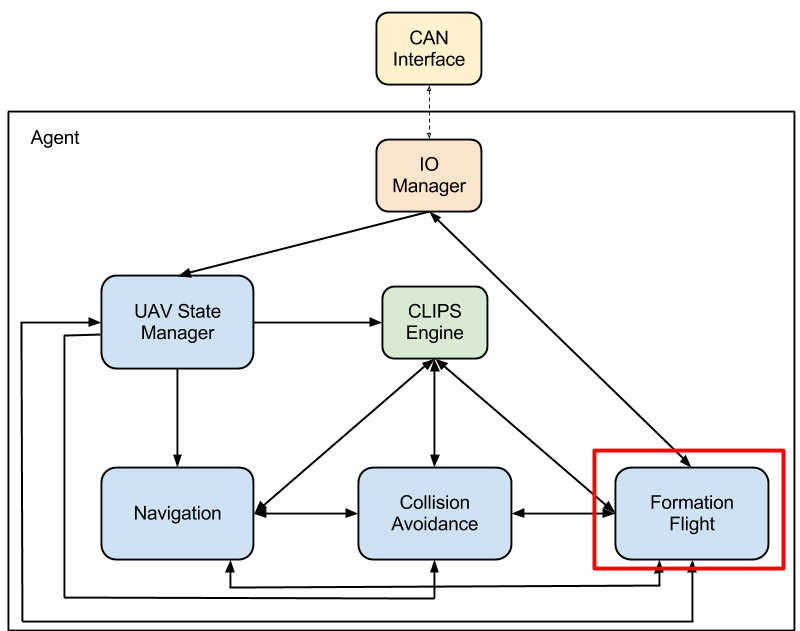 CAN
Interface
Agent
IO
Manager
UAV State
Manager
CLIPS
Engine
Navigation
Collision
Avoidance
Formation
Flight